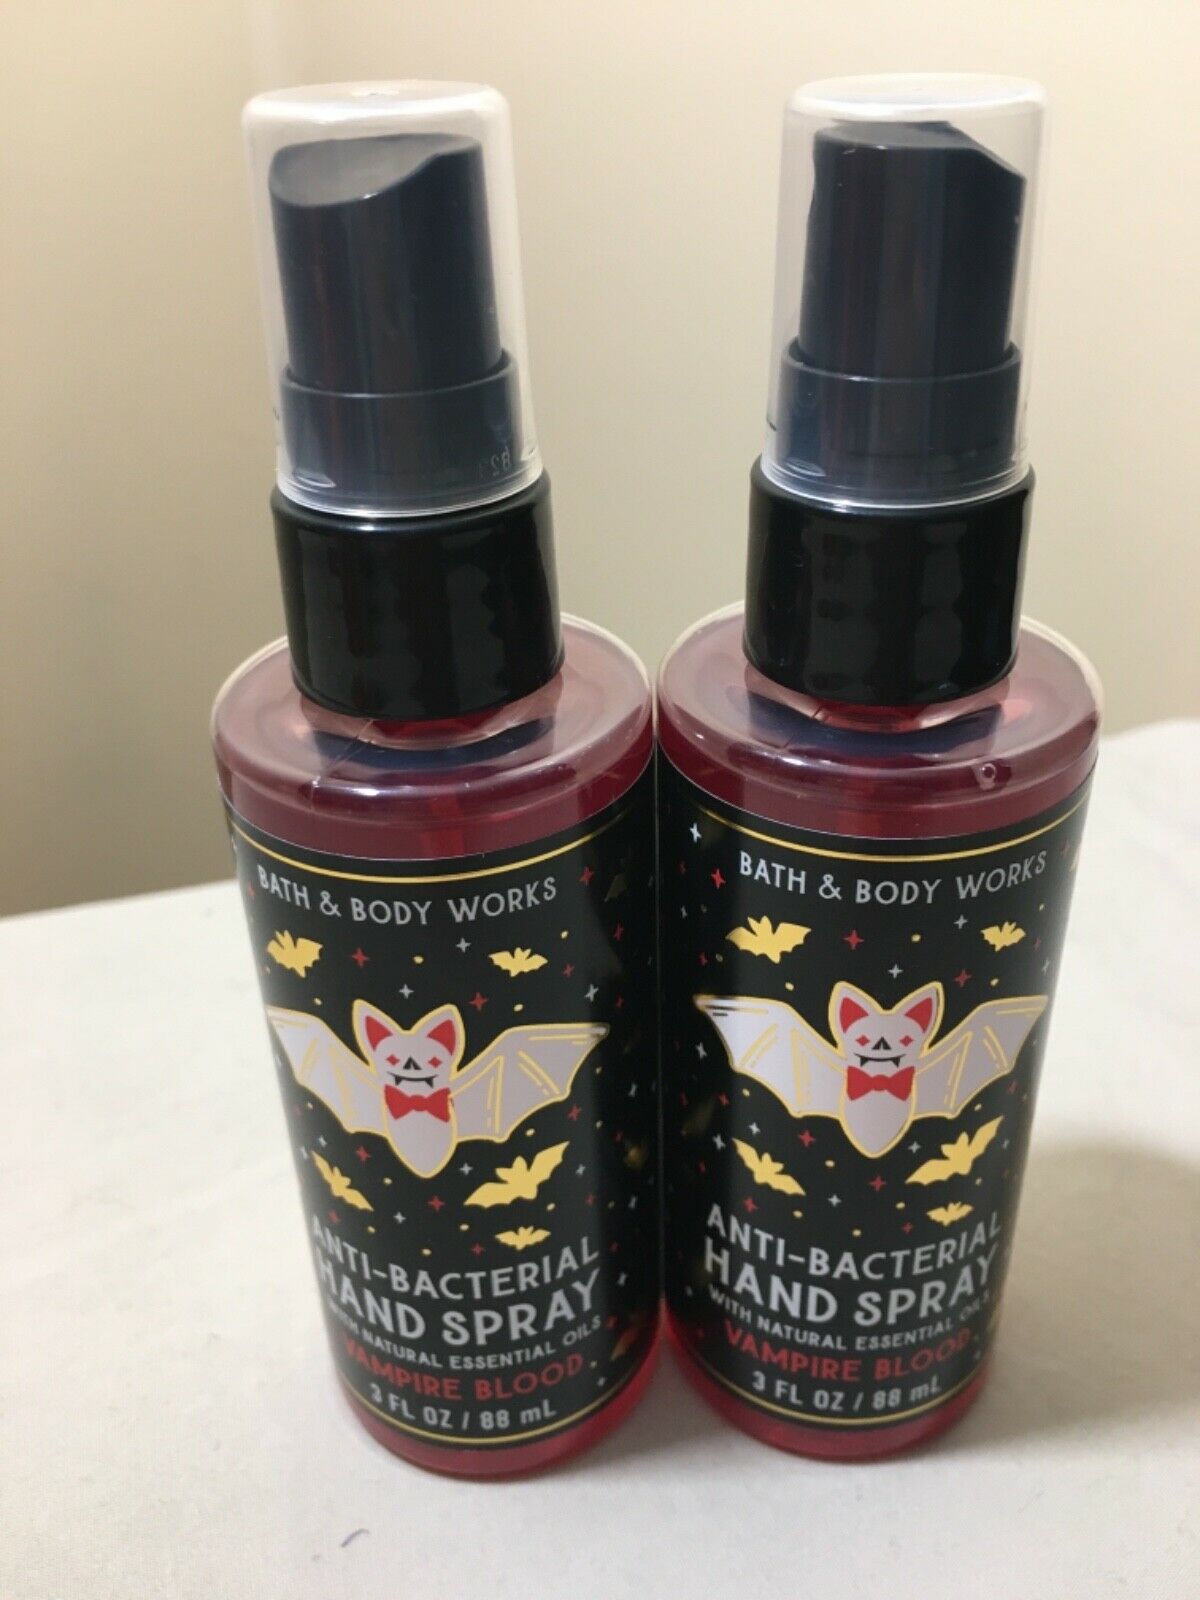 BATH & BODY WORKS
ANTI-BACTERIAL
HAND SPRAY
WITH NATURAL ESSENTIAL OILS
VAMPIRE BLOOD
3 FL OZ / 88 mL
BATH & BODY WORKS
ANTI-BACTERIAL
HAND SPRAY
WITH NATURAL ESSENTIAL OILS
VAMPIRE BLOOD
3 FL OZ / 88 mL